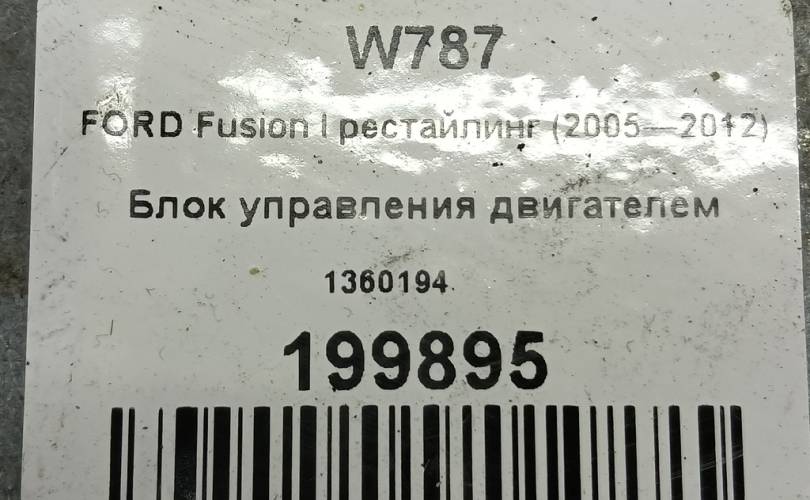 W787
FORD Fusion I рестайлинг (2005—2012)
Блок управления двигателем
1360194
199895